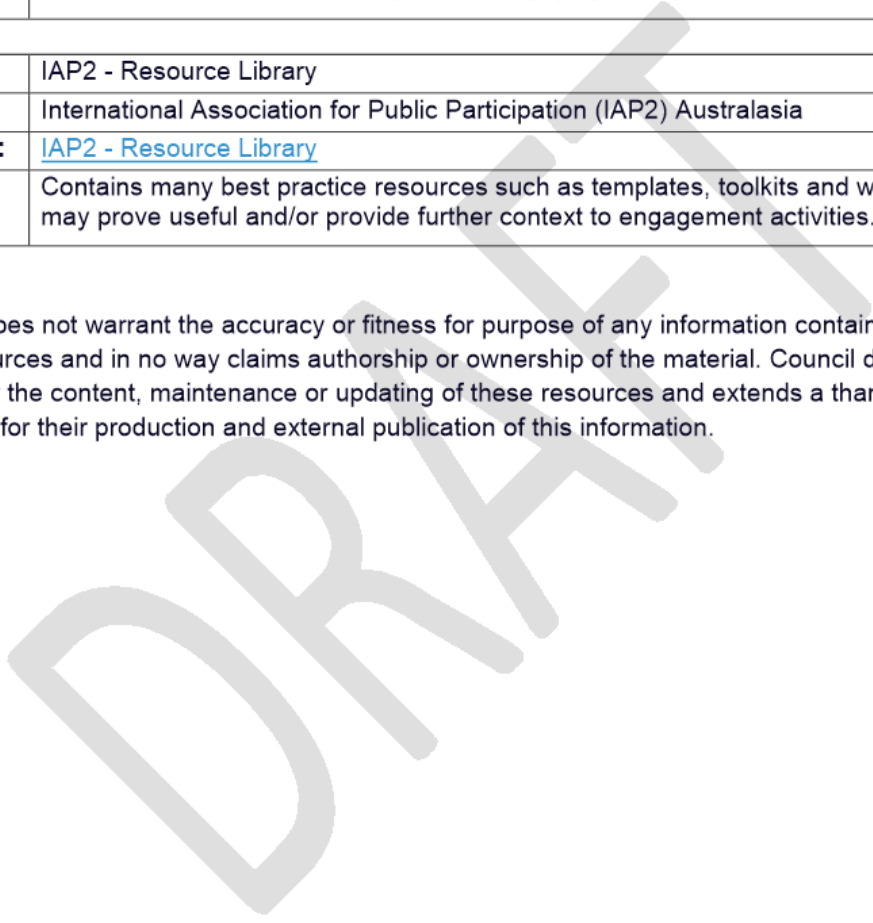 IAP2 - Resource Library
International Association for Public Participation (IAP2) Australasia
: IAP2 - Resource Library
Contains many best practice resources such as templates, toolkits and
may prove useful and/or provide further context to engagement activities.
not warrant the accuracy or fitness for purpose of any information
and in no way claims authorship or ownership of the material. Council
the content, maintenance or updating of these resources and extends a
for their production and external publication of this information.
DRAFT